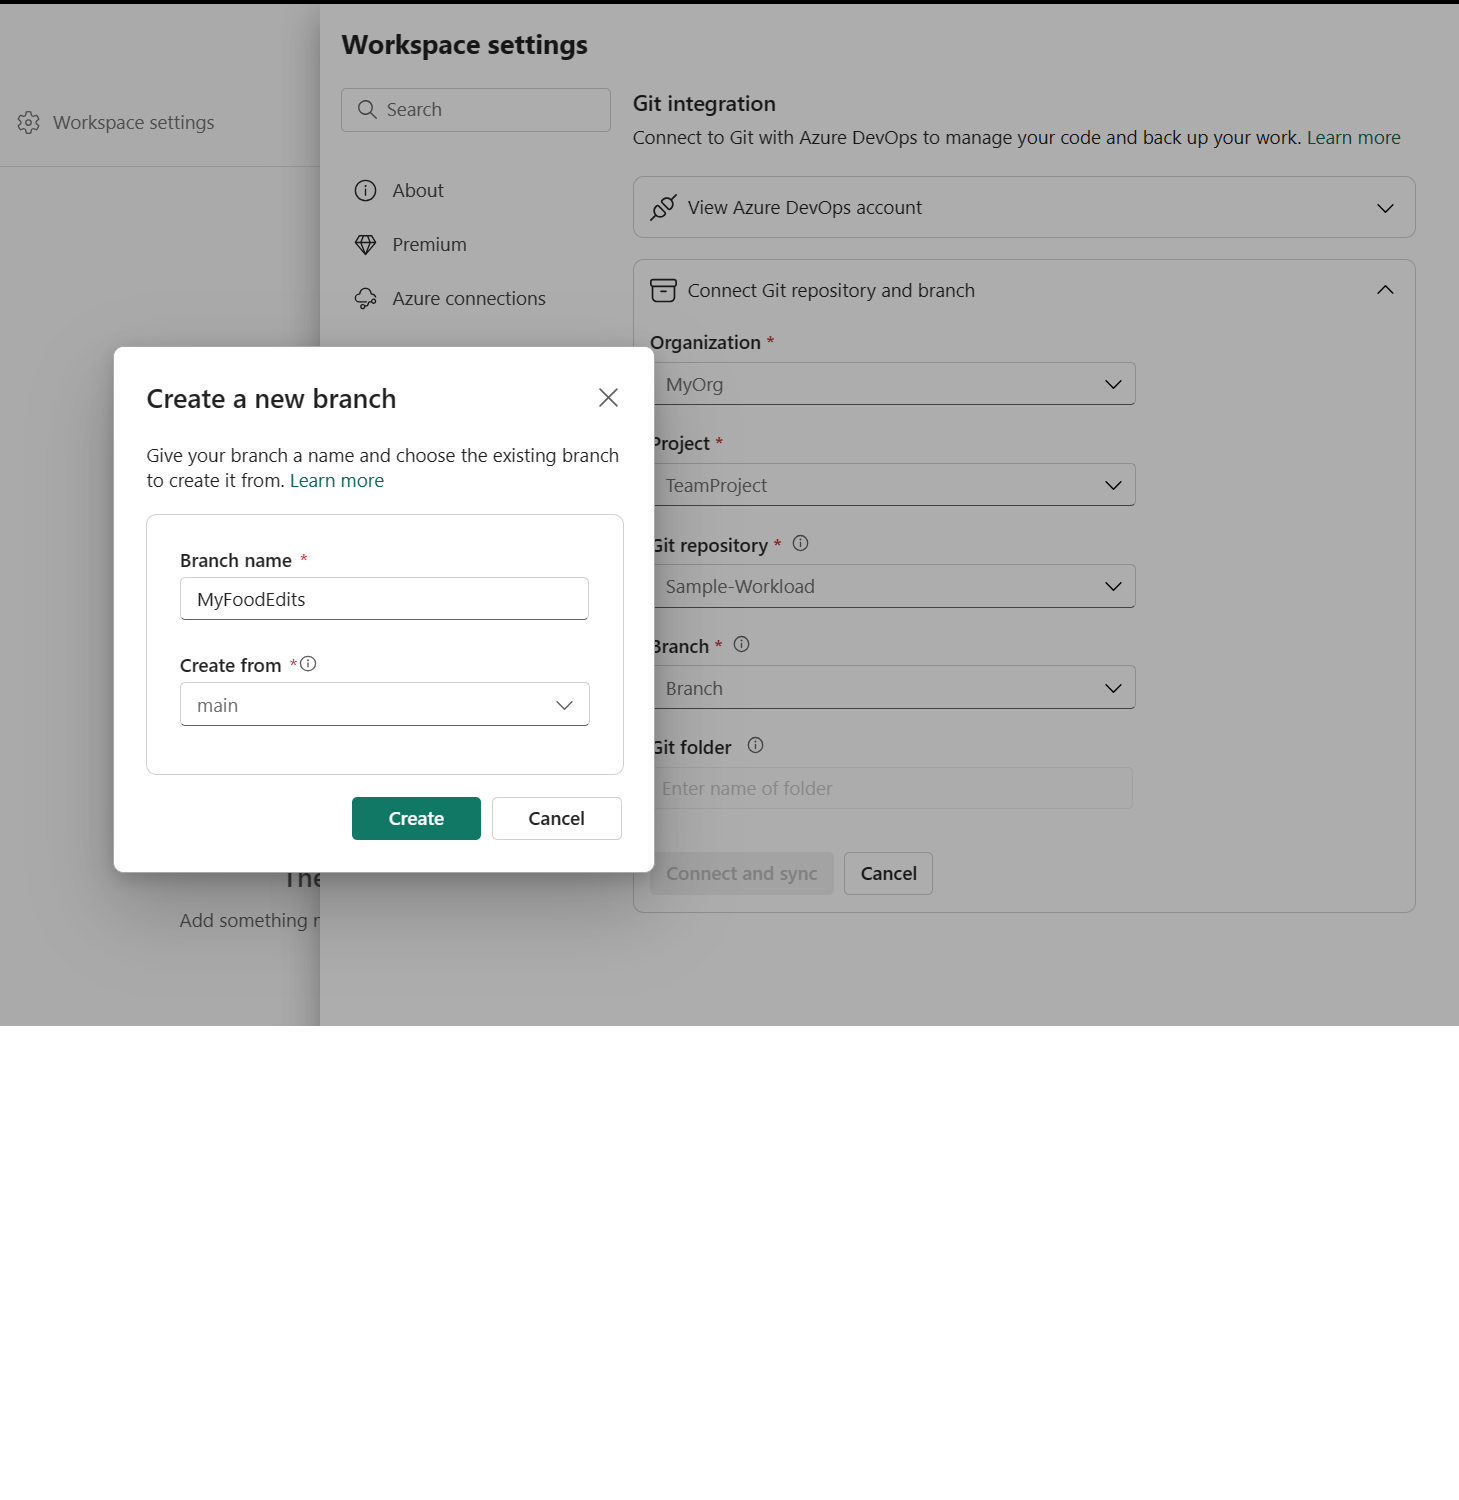 Workspace settings
Workspace settings
Search
About
Premium
Azure connections
Git integration
Connect to Git with Azure DevOps to manage your code and back up your work. Learn more
View Azure DevOps account
Connect Git repository and branch
Organization *
MyOrg
Project *
TeamProject
Git repository *
Sample-Workload
Branch *
Branch
Git folder
Enter name of folder
Connect and sync
Cancel
Create a new branch
Give your branch a name and choose the existing branch
to create it from. Learn more
Branch name *
MyFoodEdits
Create from *
main
Create
Cancel
The
Add something